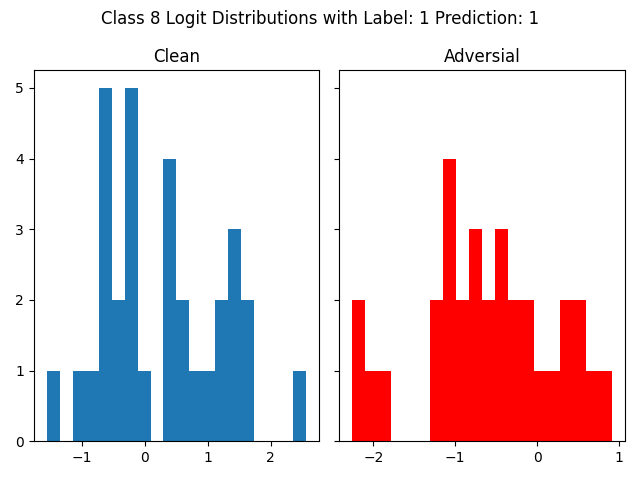 Class 8 Logit Distributions with Label: 1 Prediction: 1
Clean
Adversial
5
4
3
2
1
0
−1 0 1 2
−2 −1 0 1